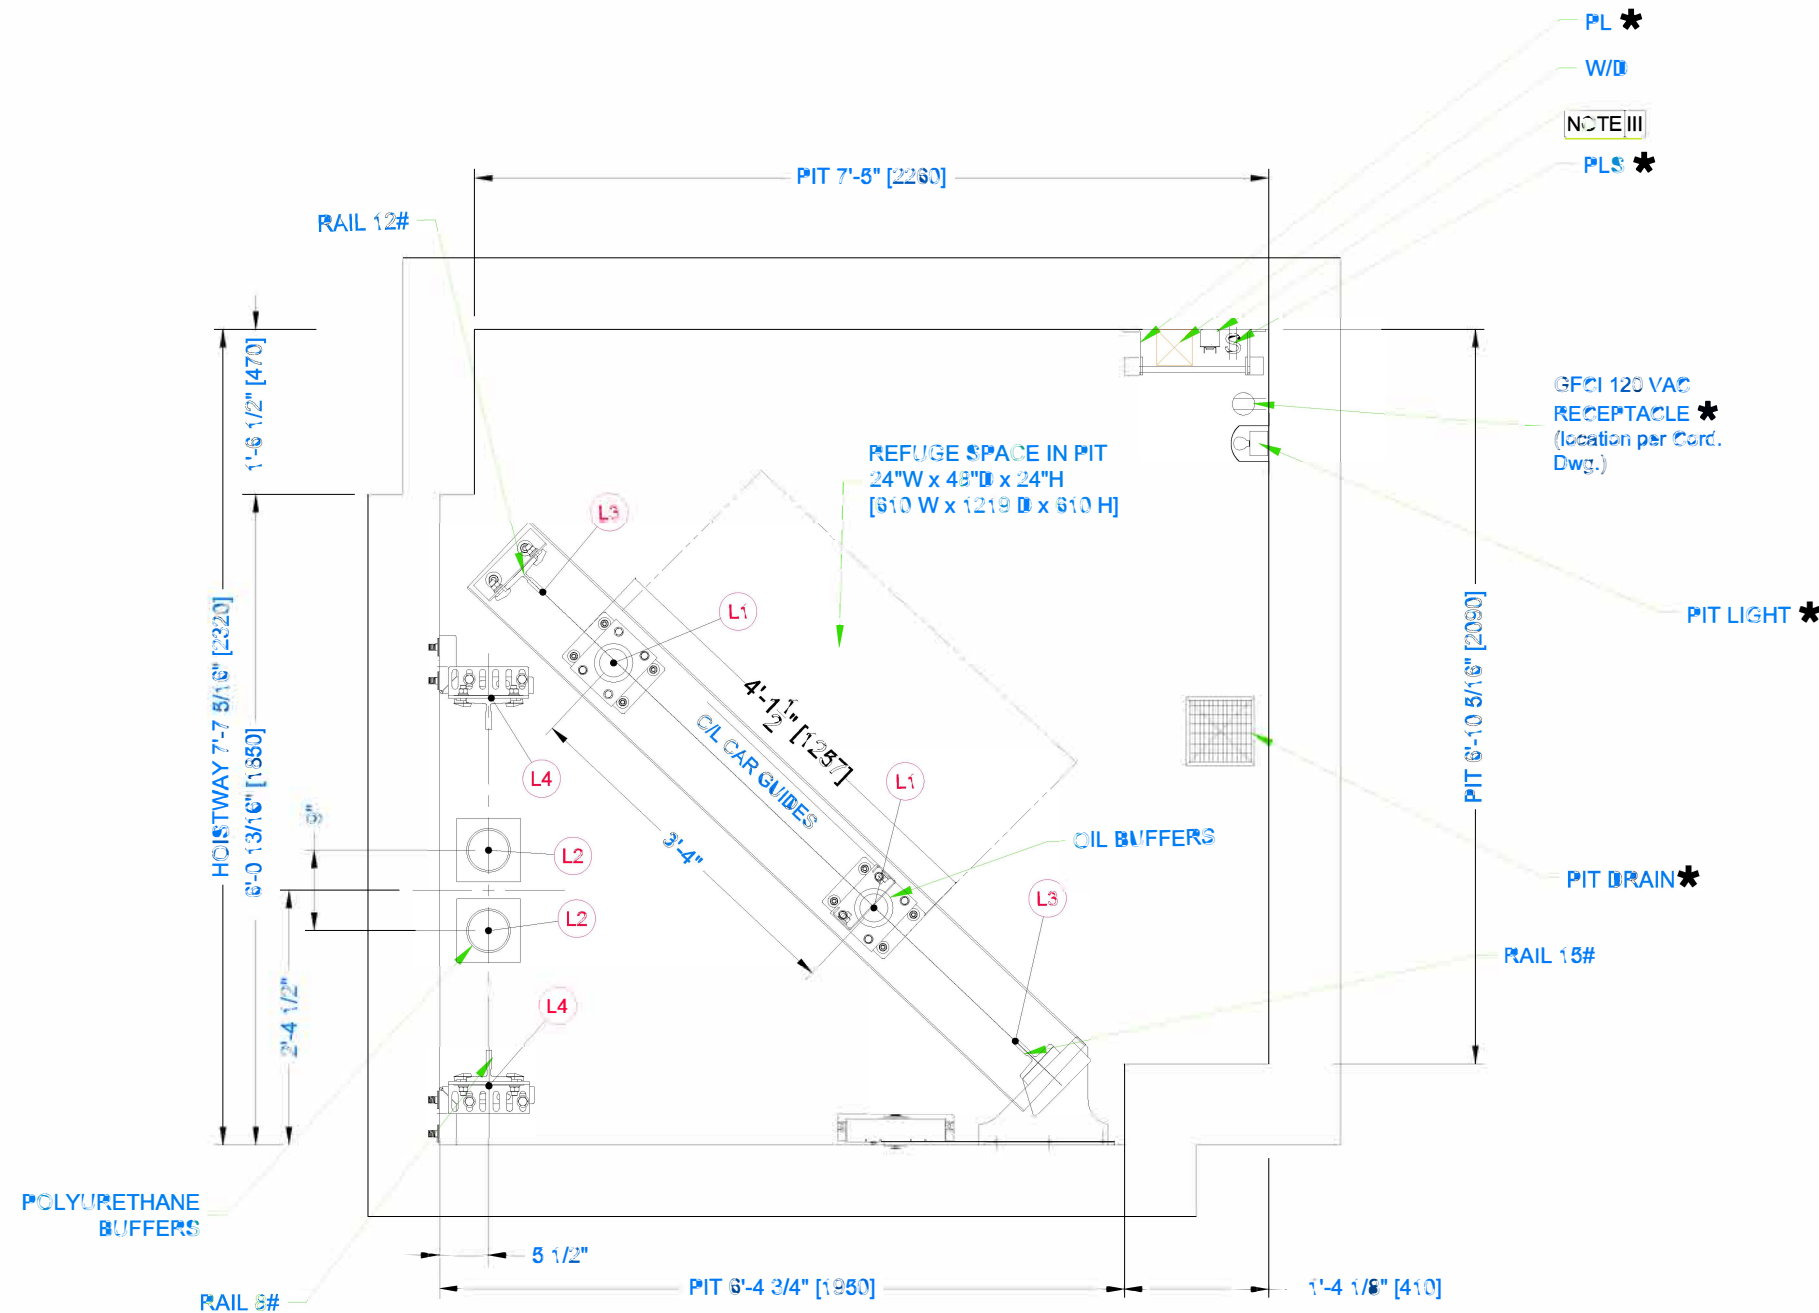 PL *
W/D
NOTE III
PLS *
PIT 7'-5" [2260]
RAIL 12#
1'-6 1/2" [470]
GFCI 120 VAC
RECEPTACLE *
(location per Cord.
Dwg.)
REFUGE SPACE IN PIT
24"W x 48"D x 24"H
[610 W x 1219 D x 610 H]
L3
L1
PIT LIGHT *
HOISTWAY 7'-7 5/16" [2320]
6'-0 13/16" [1850]
PIT 6'-10 5/16" [2090]
4'-1 1/2" [1257]
C/L CAR GUIDES
L4
L1
9"
3'-4"
OIL BUFFERS
L2
PIT DRAIN *
L3
L2
RAIL 15#
2'-4 1/2"
L4
POLYURETHANE
BUFFERS
5 1/2"
PIT 6'-4 3/4" [1950]
1'-4 1/8" [410]
RAIL 8#